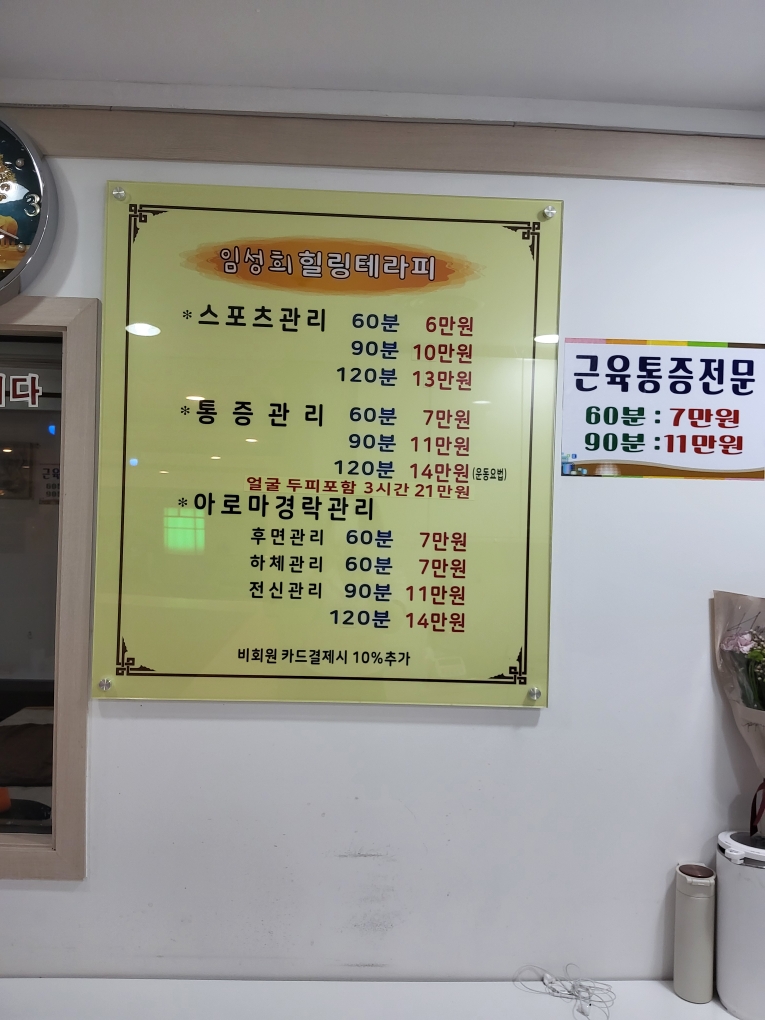 임성희힐링테라피
*스포츠관리 60분 6만원
90분 10만원
120분 13만원
*통증관리 60분 7만원
90분 11만원
120분 14만원(운동요법)
얼굴 두피포함 3시간 21만원
*아로마경락관리
후면관리 60분 7만원
하체관리 60분 7만원
전신관리 90분 11만원
120분 14만원
비회원 카드결제시 10%추가
근육통증전문
60분 : 7만원
90분 : 11만원
3
다